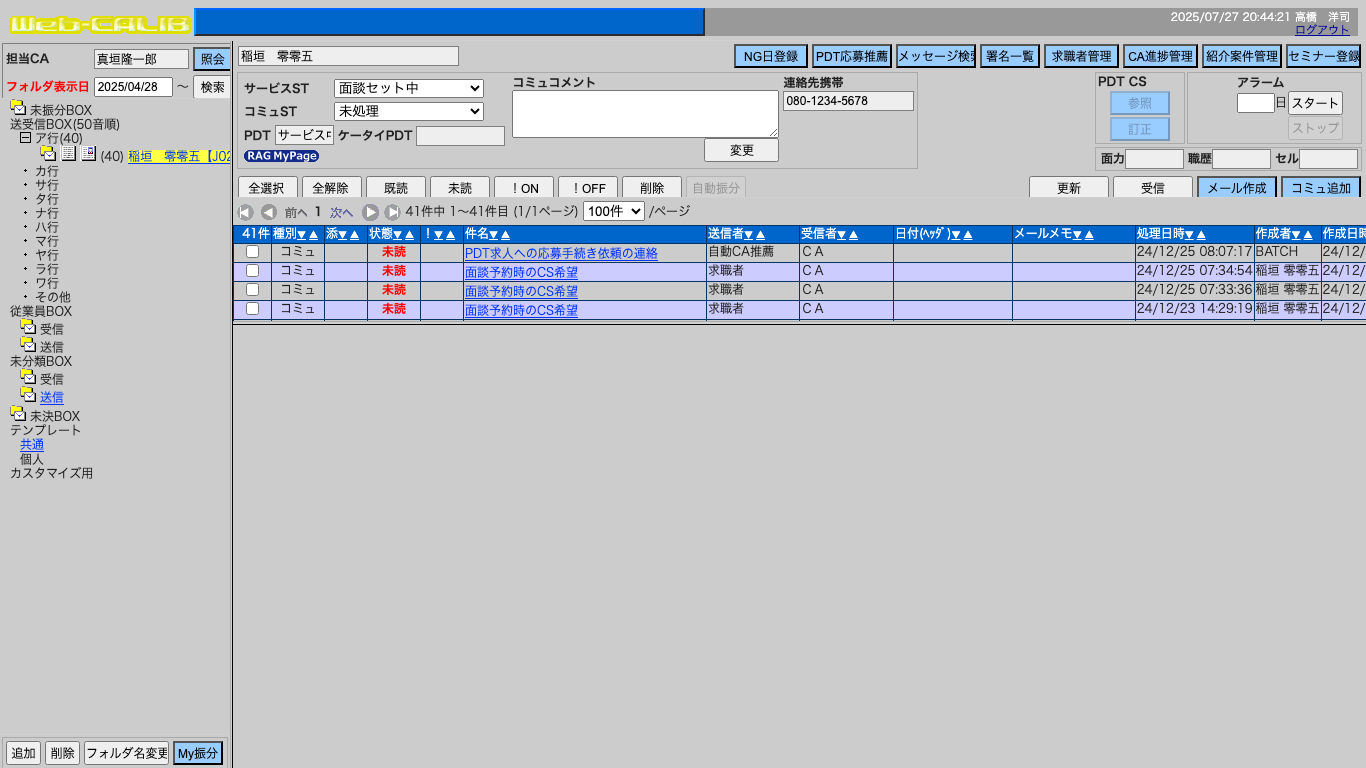 Web-CALIB
2025/07/27 20:44:21 高橋　洋司
ログアウト
担当CA 真垣隆一郎 照会
フォルダ表示日 2025/04/28 ～ 検索
未振分BOX
送受信BOX(50音順)
ア行(40)
(40) 稲垣　零零五【J02
・ カ行
・ サ行
・ タ行
・ ナ行
・ ハ行
・ マ行
・ ヤ行
・ ラ行
・ ワ行
・ その他
従業員BOX
受信
送信
未分類BOX
受信
送信
未決BOX
テンプレート
共通
個人
カスタマイズ用
追加 削除 フォルダ名変更 My振分
稲垣　零零五
NG日登録 PDT応募推薦 メッセージ検索 署名一覧 求職者管理 CA進捗管理 紹介案件管理 セミナー登録
サービスST 面談セット中
コミュST 未処理
PDT サービス中 ケータイPDT
RAG MyPage
コミュコメント
変更
連絡先携帯
080-1234-5678
PDT CS
参照
訂正
アラーム
日 スタート
ストップ
面力 職歴 セル
全選択 全解除 既読 未読 ！ON ！OFF 削除 自動振分 更新 受信 メール作成 コミュ追加
前へ 1 次へ 41件中 1～41件目 (1/1ページ) 100件 /ページ
41件 種別▼▲ 添▼▲ 状態▼▲ ！▼▲ 件名▼▲ 送信者▼▲ 受信者▼▲ 日付(ﾍｯﾀﾞ)▼▲ メールメモ▼▲ 処理日時▼▲ 作成者▼▲ 作成日時
コミュ 未読 PDT求人への応募手続き依頼の連絡 自動CA推薦 ＣＡ 24/12/25 08:07:17 BATCH 24/12/
コミュ 未読 面談予約時のCS希望 求職者 ＣＡ 24/12/25 07:34:54 稲垣 零零五 24/12/
コミュ 未読 面談予約時のCS希望 求職者 ＣＡ 24/12/25 07:33:36 稲垣 零零五 24/12/
コミュ 未読 面談予約時のCS希望 求職者 ＣＡ 24/12/23 14:29:19 稲垣 零零五 24/12/